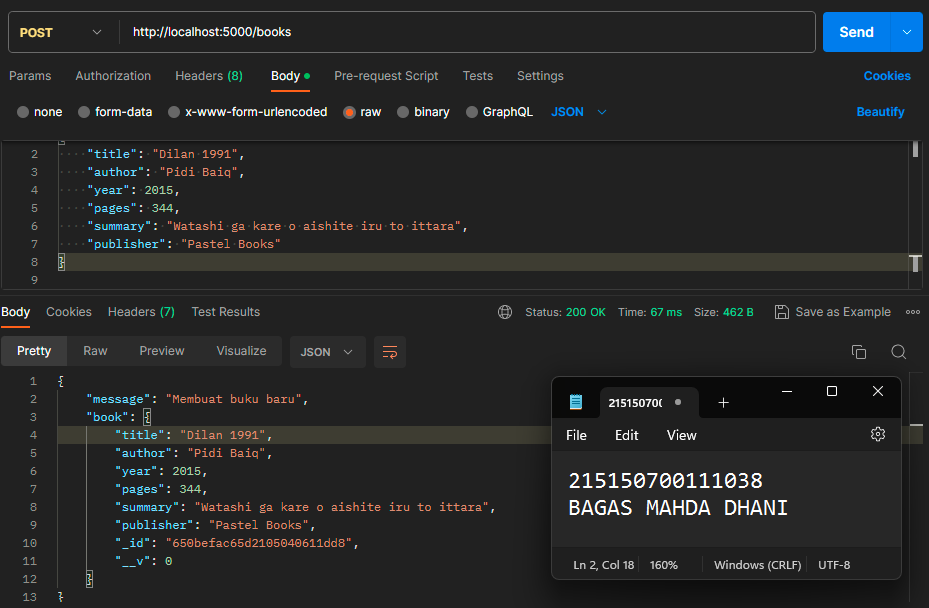 POST http://localhost:5000/books Send
Params Authorization Headers (8) Body Pre-request Script Tests Settings Cookies
none form-data x-www-form-urlencoded raw binary GraphQL JSON Beautify
2 "title": "Dilan 1991",
3 "author": "Pidi Baiq",
4 "year": 2015,
5 "pages": 344,
6 "summary": "Watashi ga kare o aishite iru to ittara",
7 "publisher": "Pastel Books"
8 }
9
Body Cookies Headers (7) Test Results Status: 200 OK Time: 67 ms Size: 462 B Save as Example
Pretty Raw Preview Visualize JSON
1 {
2 "message": "Membuat buku baru",
3 "book": {
4 "title": "Dilan 1991",
5 "author": "Pidi Baiq",
6 "year": 2015,
7 "pages": 344,
8 "summary": "Watashi ga kare o aishite iru to ittara",
9 "publisher": "Pastel Books",
10 "_id": "650befac65d2105040611dd8",
11 "__v": 0
12 }
13 }
21515070
File Edit View
215150700111038
BAGAS MAHDA DHANI
Ln 2, Col 18 160% Windows (CRLF) UTF-8